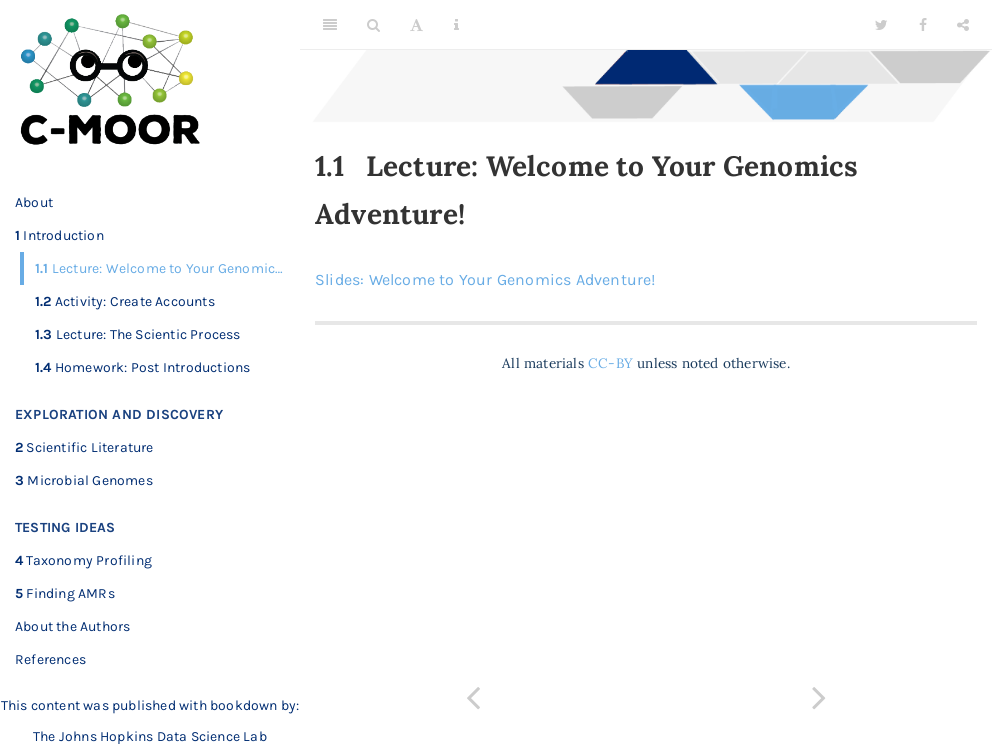 C-MOOR
About
1 Introduction
1.1 Lecture: Welcome to Your Genomic...
1.2 Activity: Create Accounts
1.3 Lecture: The Scientic Process
1.4 Homework: Post Introductions
EXPLORATION AND DISCOVERY
2 Scientific Literature
3 Microbial Genomes
TESTING IDEAS
4 Taxonomy Profiling
5 Finding AMRs
About the Authors
References
This content was published with bookdown by:
The Johns Hopkins Data Science Lab
A
1.1 Lecture: Welcome to Your Genomics
Adventure!
Slides: Welcome to Your Genomics Adventure!
All materials CC-BY unless noted otherwise.